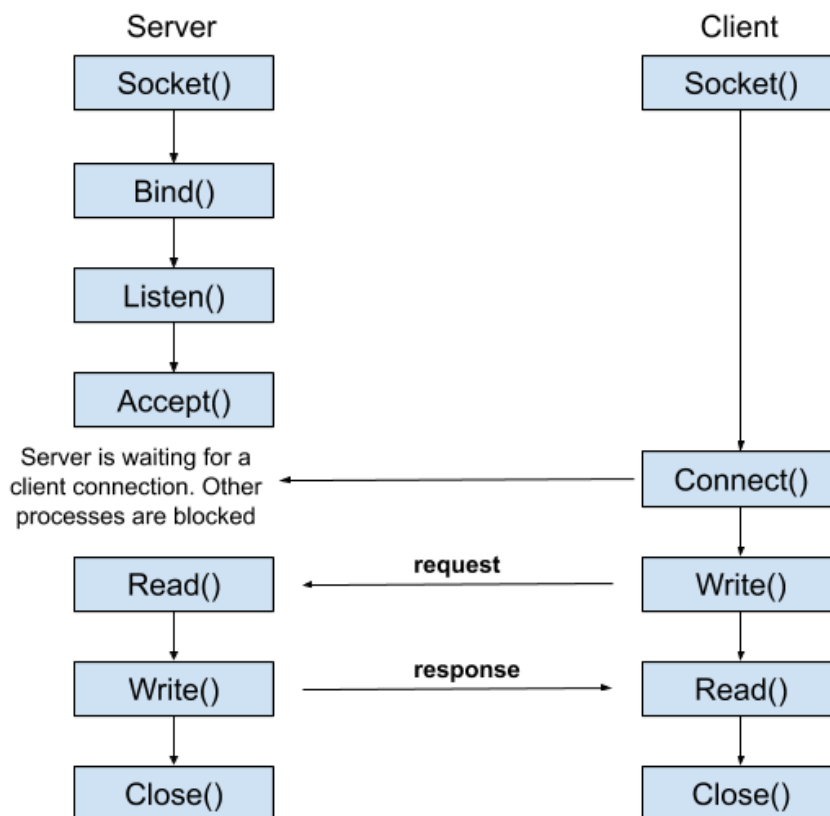 Server
Client
Socket()
Socket()
Bind()
Listen()
Accept()
Server is waiting for a
client connection. Other
processes are blocked
Connect()
request
Read()
Write()
response
Write()
Read()
Close()
Close()